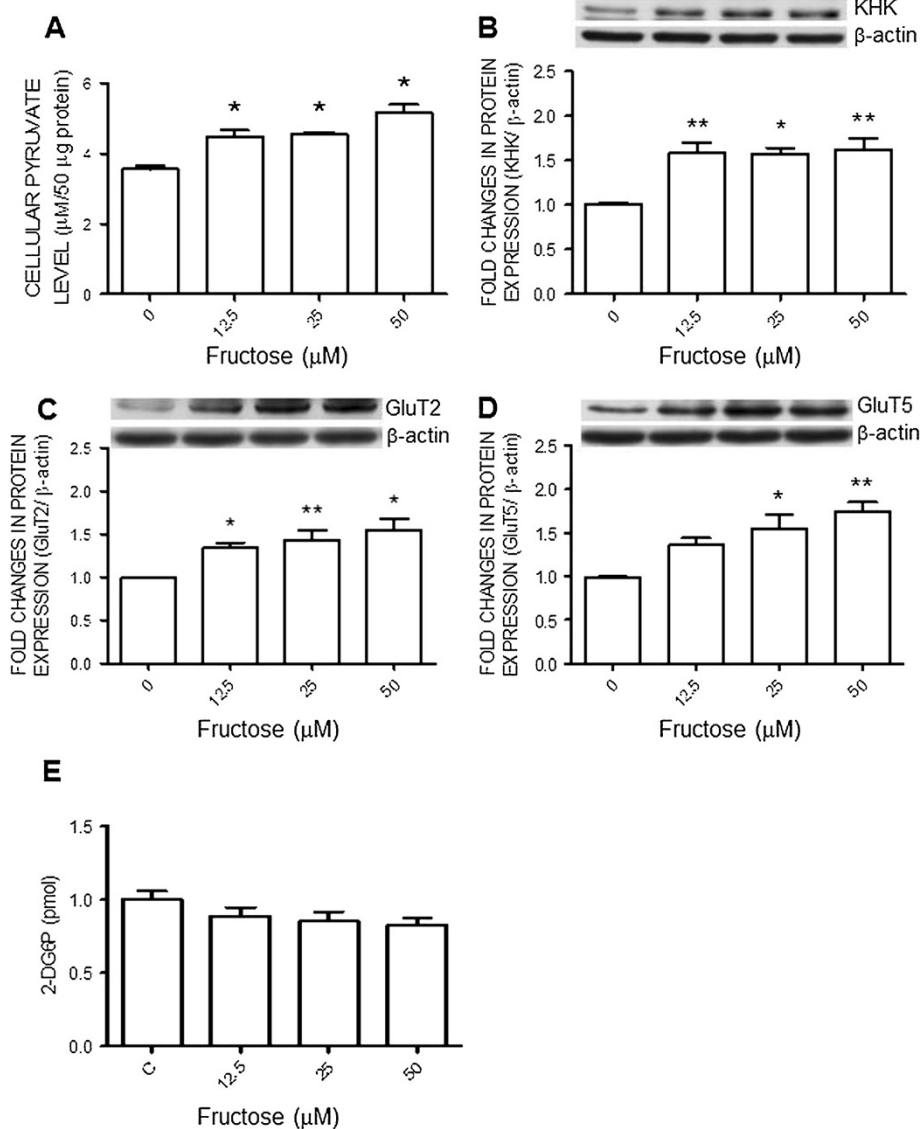 A
CELLULAR PYRUVATE
LEVEL (μM/50 μg protein)
6
4
2
0
*
*
*
0
12.5
25
50
Fructose (μM)
B
KHK
β-actin
FOLD CHANGES IN PROTEIN
EXPRESSION (KHK/ β-actin)
2.5
2.0
1.5
1.0
0.5
0.0
**
*
**
0
12.5
25
50
Fructose (μM)
C
GluT2
β-actin
FOLD CHANGES IN PROTEIN
EXPRESSION (GluT2/ β-actin)
2.5
2.0
1.5
1.0
0.5
0.0
*
**
*
0
12.5
25
50
Fructose (μM)
D
GluT5
β-actin
FOLD CHANGES IN PROTEIN
EXPRESSION (GluT5/ β-actin)
2.5
2.0
1.5
1.0
0.5
0.0
*
**
0
12.5
25
50
Fructose (μM)
E
2-DG6P (pmol)
1.5
1.0
0.5
0.0
C
12.5
25
50
Fructose (μM)